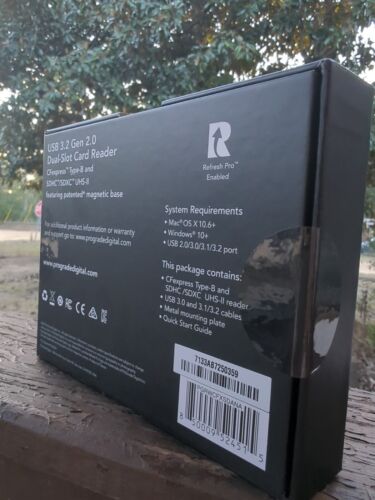 USB 3.2 Gen 2.0
Dual-Slot Card Reader
CFexpress™ Type-B and
SDHC™/SDXC™ UHS-II
featuring patented* magnetic base
For additional product information or warranty
and support go to: www.progradedigital.com
www.progradedigital.com
CE
R
Refresh Pro™
Enabled
System Requirements
• Mac® OS X 10.6+
• Windows® 10+
• USB 2.0/3.0/3.1/3.2 port
This package contains:
• CFexpress Type-B and
SDHC /SDXC UHS-II reader
• USB 3.0 and 3.1/3.2 cables
• Metal mounting plate
• Quick Start Guide
7133AB7250359